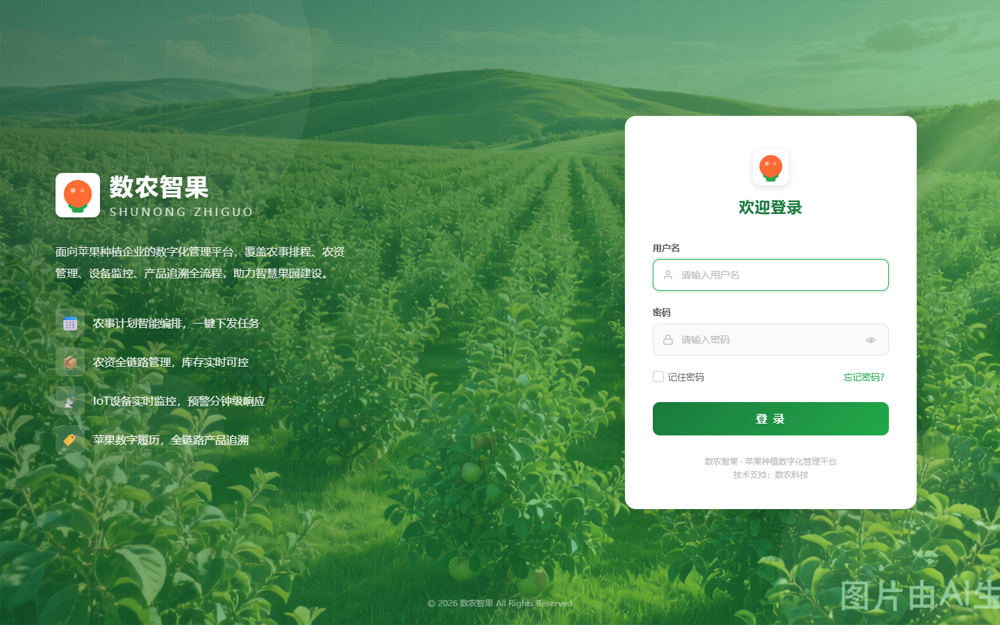 数农智果
SHUNONG ZHIGUO
面向苹果种植企业的数字化管理平台，覆盖农事排程、农资
管理、设备监控、产品追溯全流程，助力智慧果园建设。
农事计划智能编排，一键下发任务
农资全链路管理，库存实时可控
IoT设备实时监控，预警分钟级响应
苹果数字履历，全链路产品追溯
欢迎登录
用户名
请输入用户名
密码
请输入密码
记住密码
忘记密码?
登 录
数农智果 · 苹果种植数字化管理平台
技术支持：数农科技
© 2026 数农智果 All Rights Reserved
图片由AI生